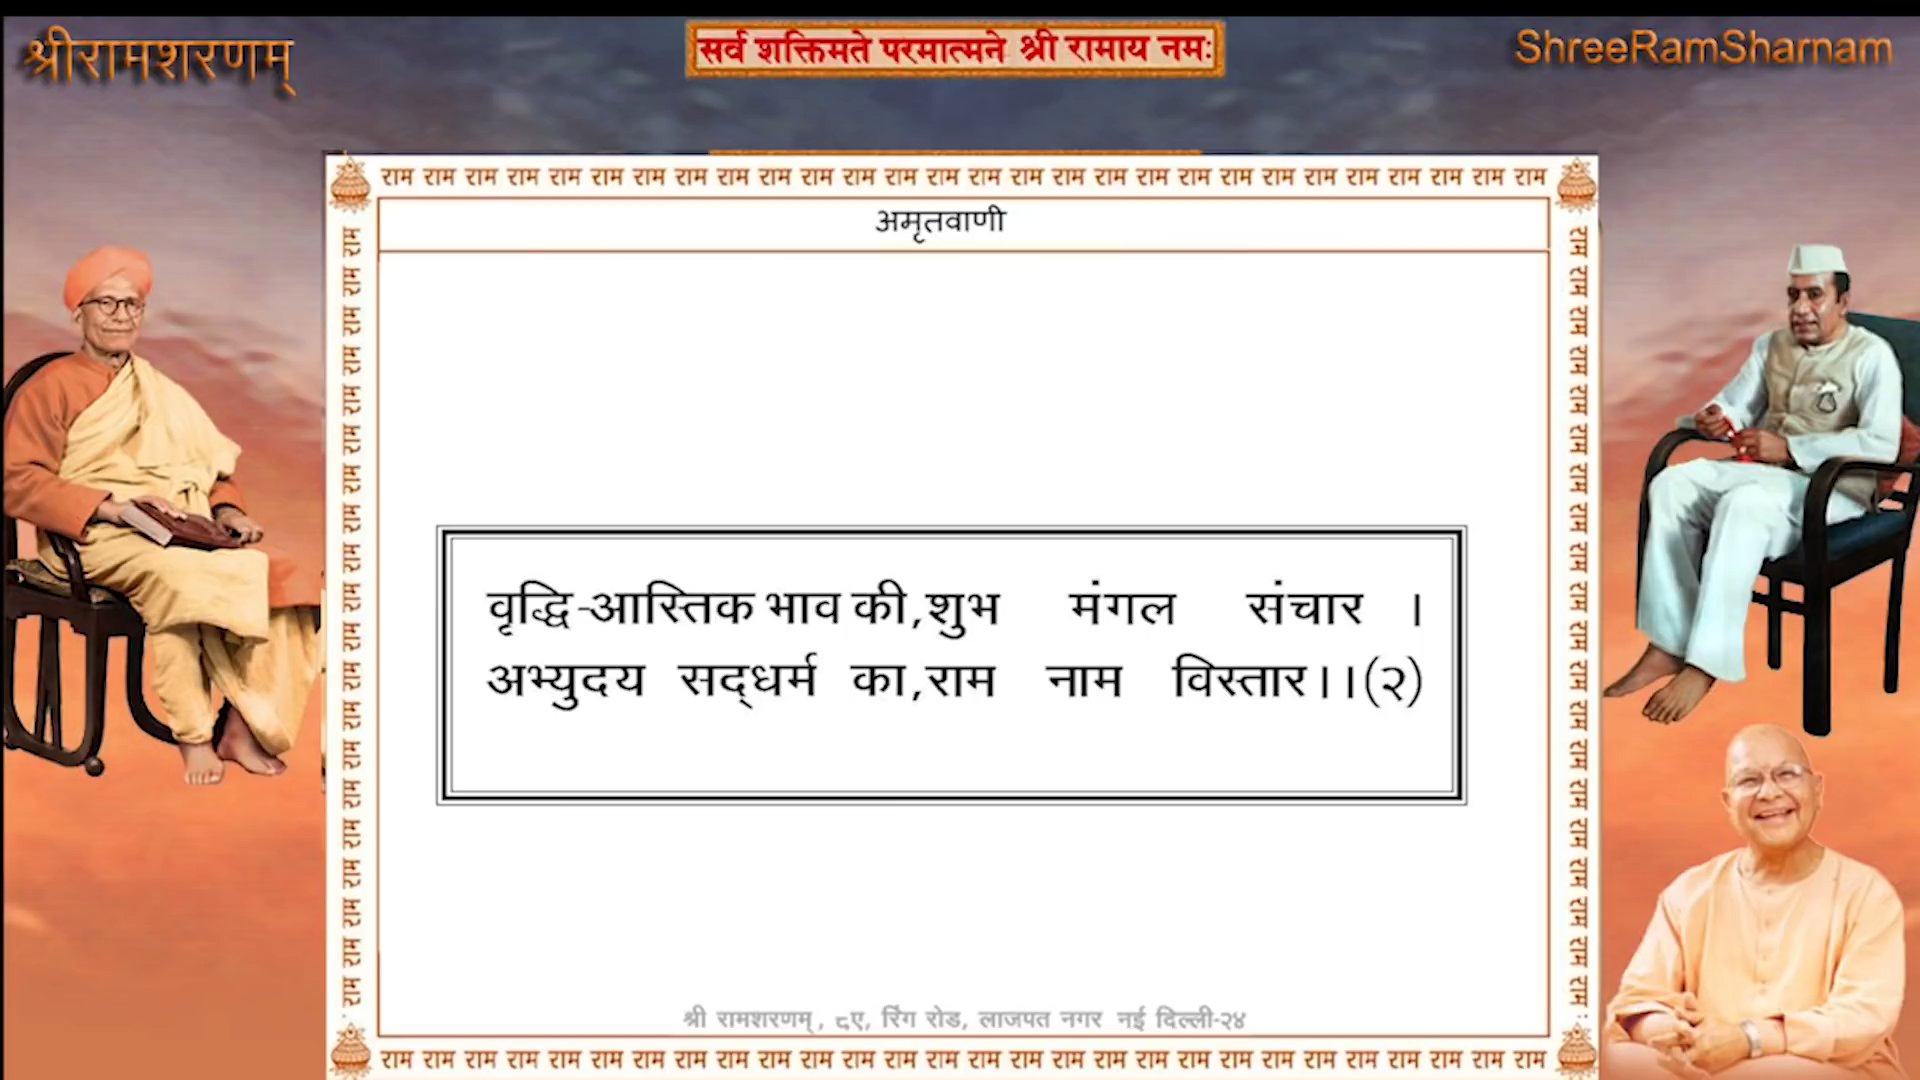 श्रीरामशरणम्
सर्व शक्तिमते परमात्मने श्री रामाय नमः
ShreeRamSharnam
राम राम राम राम राम राम राम राम राम राम राम राम राम राम राम राम राम राम राम राम राम राम राम राम राम राम राम राम
अमृतवाणी
राम राम राम राम राम राम राम राम राम राम राम राम राम राम राम राम राम राम राम राम
राम राम राम राम राम राम राम राम राम राम राम राम राम राम राम राम राम राम राम राम
वृद्धि-आस्तिक भाव की,शुभ मंगल संचार ।
अभ्युदय सद्धर्म का,राम नाम विस्तार।।(२)
श्री रामशरणम् , ८ए, रिंग रोड, लाजपत नगर नई दिल्ली-२४
राम राम राम राम राम राम राम राम राम राम राम राम राम राम राम राम राम राम राम राम राम राम राम राम राम राम राम राम